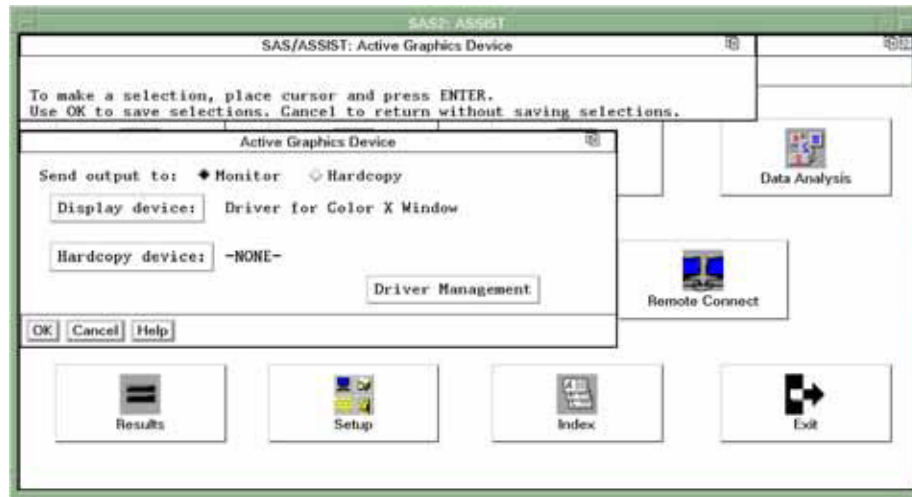 SAS2: ASSIST
SAS/ASSIST: Active Graphics Device
To make a selection, place cursor and press ENTER.
Use OK to save selections. Cancel to return without saving selections.
Active Graphics Device
Send output to: Monitor Hardcopy
Display device: Driver for Color X Window
Hardcopy device: -NONE-
Driver Management
OK Cancel Help
Data Analysis
Remote Connect
Results
Setup
Index
Exit